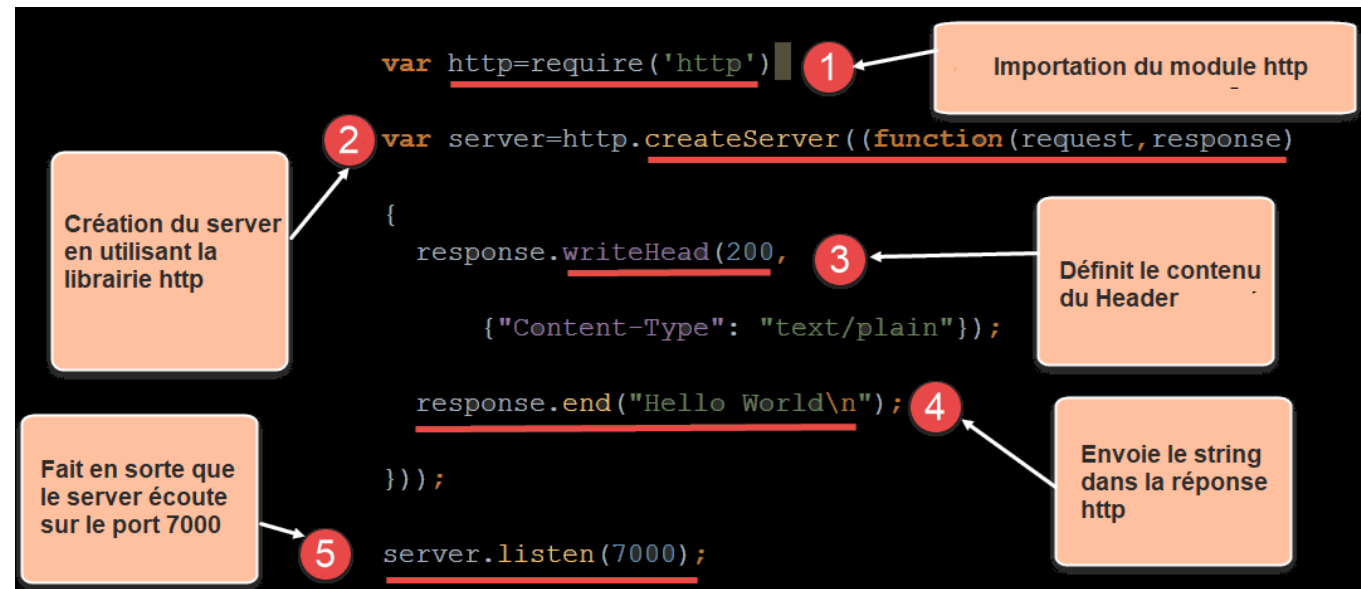 var http=require('http')
1
Importation du module http
2
var server=http.createServer((function(request,response)
Création du server
en utilisant la
librairie http
{
response.writeHead(200,
3
Définit le contenu
du Header
{"Content-Type": "text/plain"});
response.end("Hello World\n");
4
Envoie le string
dans la réponse
http
Fait en sorte que
le server écoute
sur le port 7000
}));
5
server.listen(7000);